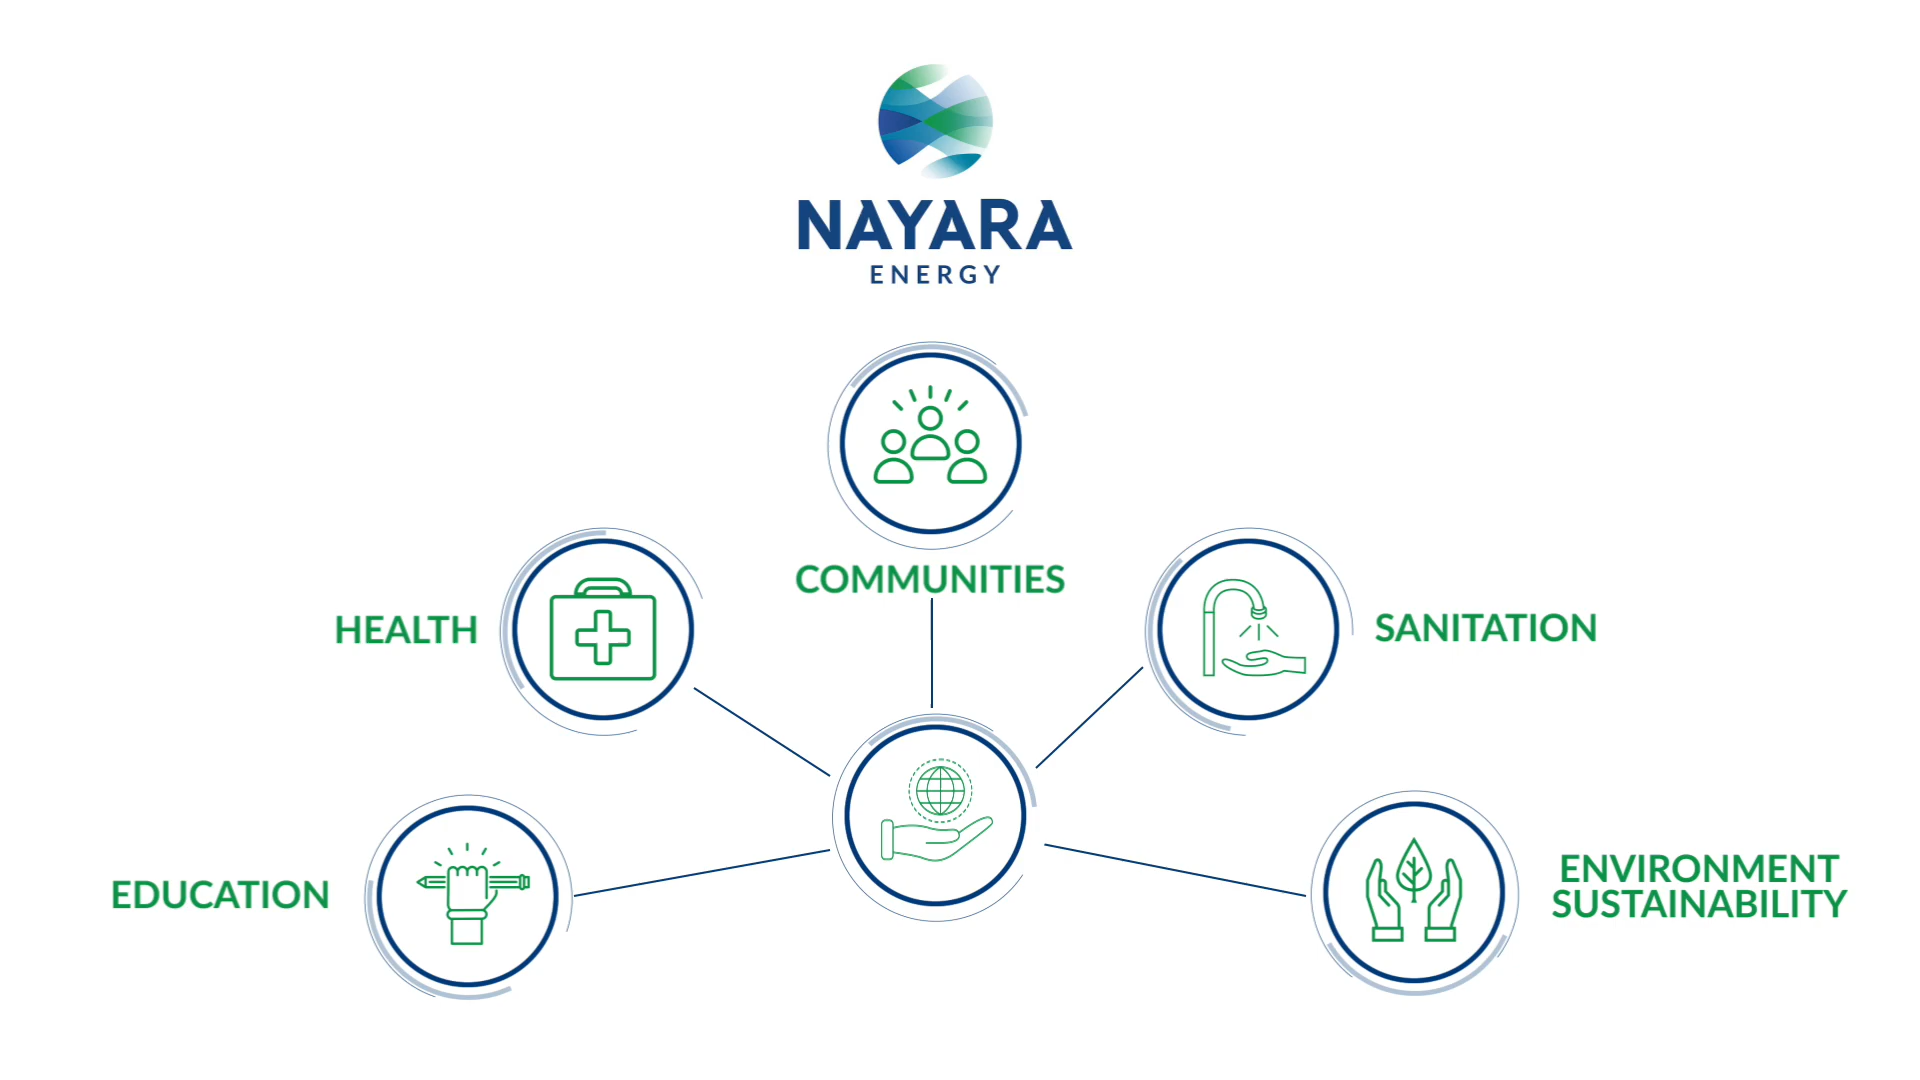 NAYARA
ENERGY
COMMUNITIES
HEALTH
SANITATION
EDUCATION
ENVIRONMENT
SUSTAINABILITY